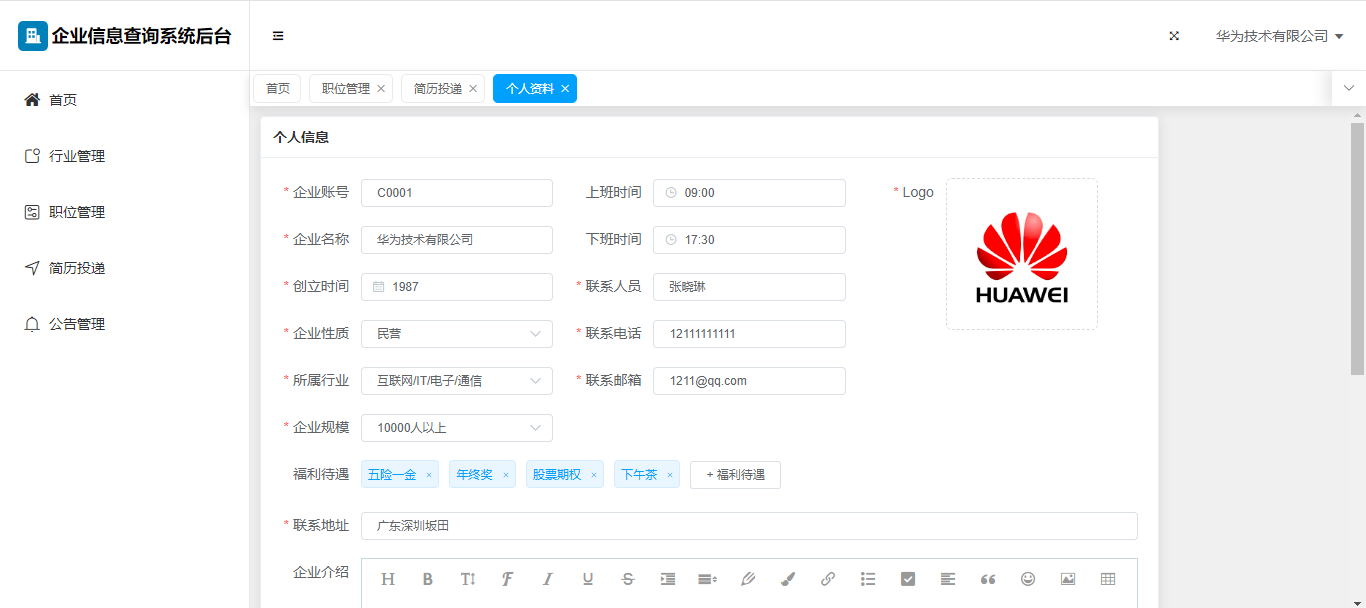 企业信息查询系统后台
华为技术有限公司
首页
职位管理
简历投递
个人资料
首页
行业管理
职位管理
简历投递
公告管理
个人信息
* 企业账号 C0001
上班时间 09:00
* Logo
HUAWEI
* 企业名称 华为技术有限公司
下班时间 17:30
* 创立时间 1987
* 联系人员 张晓琳
* 企业性质 民营
* 联系电话 12111111111
* 所属行业 互联网/IT/电子/通信
* 联系邮箱 1211@qq.com
* 企业规模 10000人以上
福利待遇 五险一金 × 年终奖 × 股票期权 × 下午茶 × + 福利待遇
* 联系地址 广东深圳坂田
企业介绍